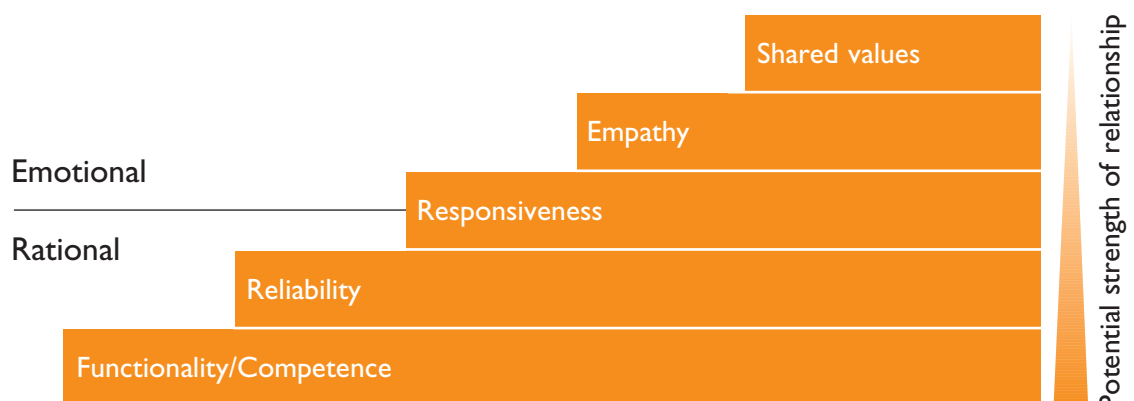 Shared values
Empathy
Emotional
Responsiveness
Rational
Reliability
Functionality/Competence
Potential strength of relationship